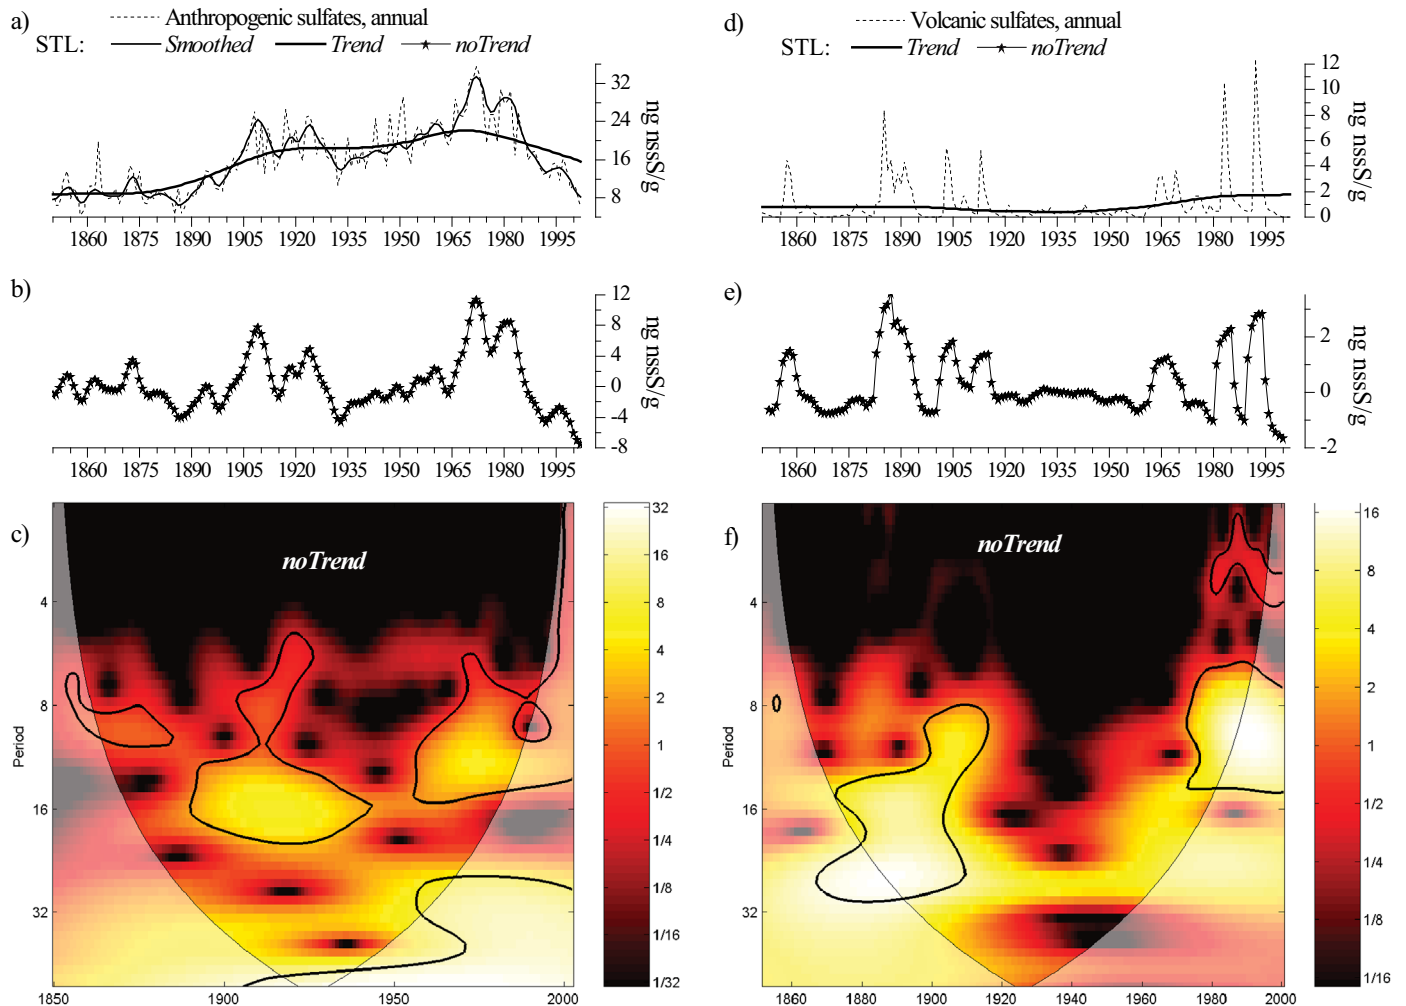 a)
Anthropogenic sulfates, annual
STL: Smoothed Trend noTrend
32
24
16
8
ng nssS/g
1860 1875 1890 1905 1920 1935 1950 1965 1980 1995
b)
12
8
4
0
-4
-8
ng nssS/g
1860 1875 1890 1905 1920 1935 1950 1965 1980 1995
c)
noTrend
Period
4
8
16
32
1850 1900 1950 2000
32
16
8
4
2
1
1/2
1/4
1/8
1/16
1/32
d)
Volcanic sulfates, annual
STL: Trend noTrend
12
10
8
6
4
2
0
ng nssS/g
1860 1875 1890 1905 1920 1935 1950 1965 1980 1995
e)
2
0
-2
ng nssS/g
1860 1875 1890 1905 1920 1935 1950 1965 1980 1995
f)
noTrend
Period
4
8
16
32
1860 1880 1900 1920 1940 1960 1980 2000
16
8
4
2
1
1/2
1/4
1/8
1/16